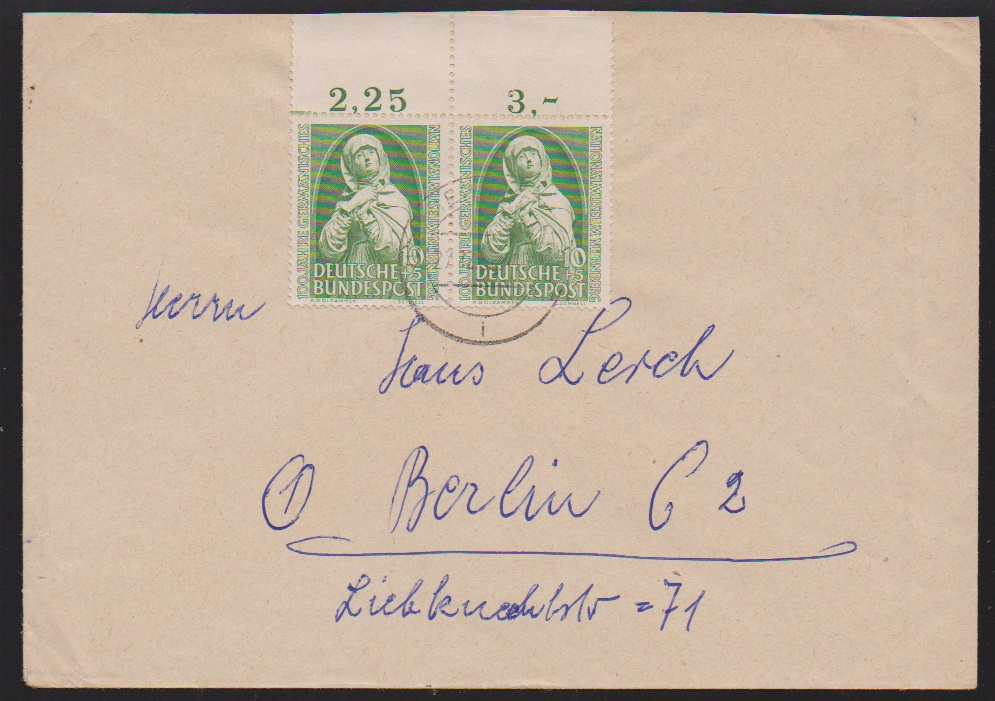 2,25 3,-
100 JAHRE GERMANISCHES
NATIONALMUSEUM NÜRNBERG
10
+5
DEUTSCHE
BUNDESPOST
100 JAHRE GERMANISCHES
NATIONALMUSEUM NÜRNBERG
10
+5
DEUTSCHE
BUNDESPOST
i
Herrn
Hans Lerch
① Berlin C 2
Liebknechtstr = 71